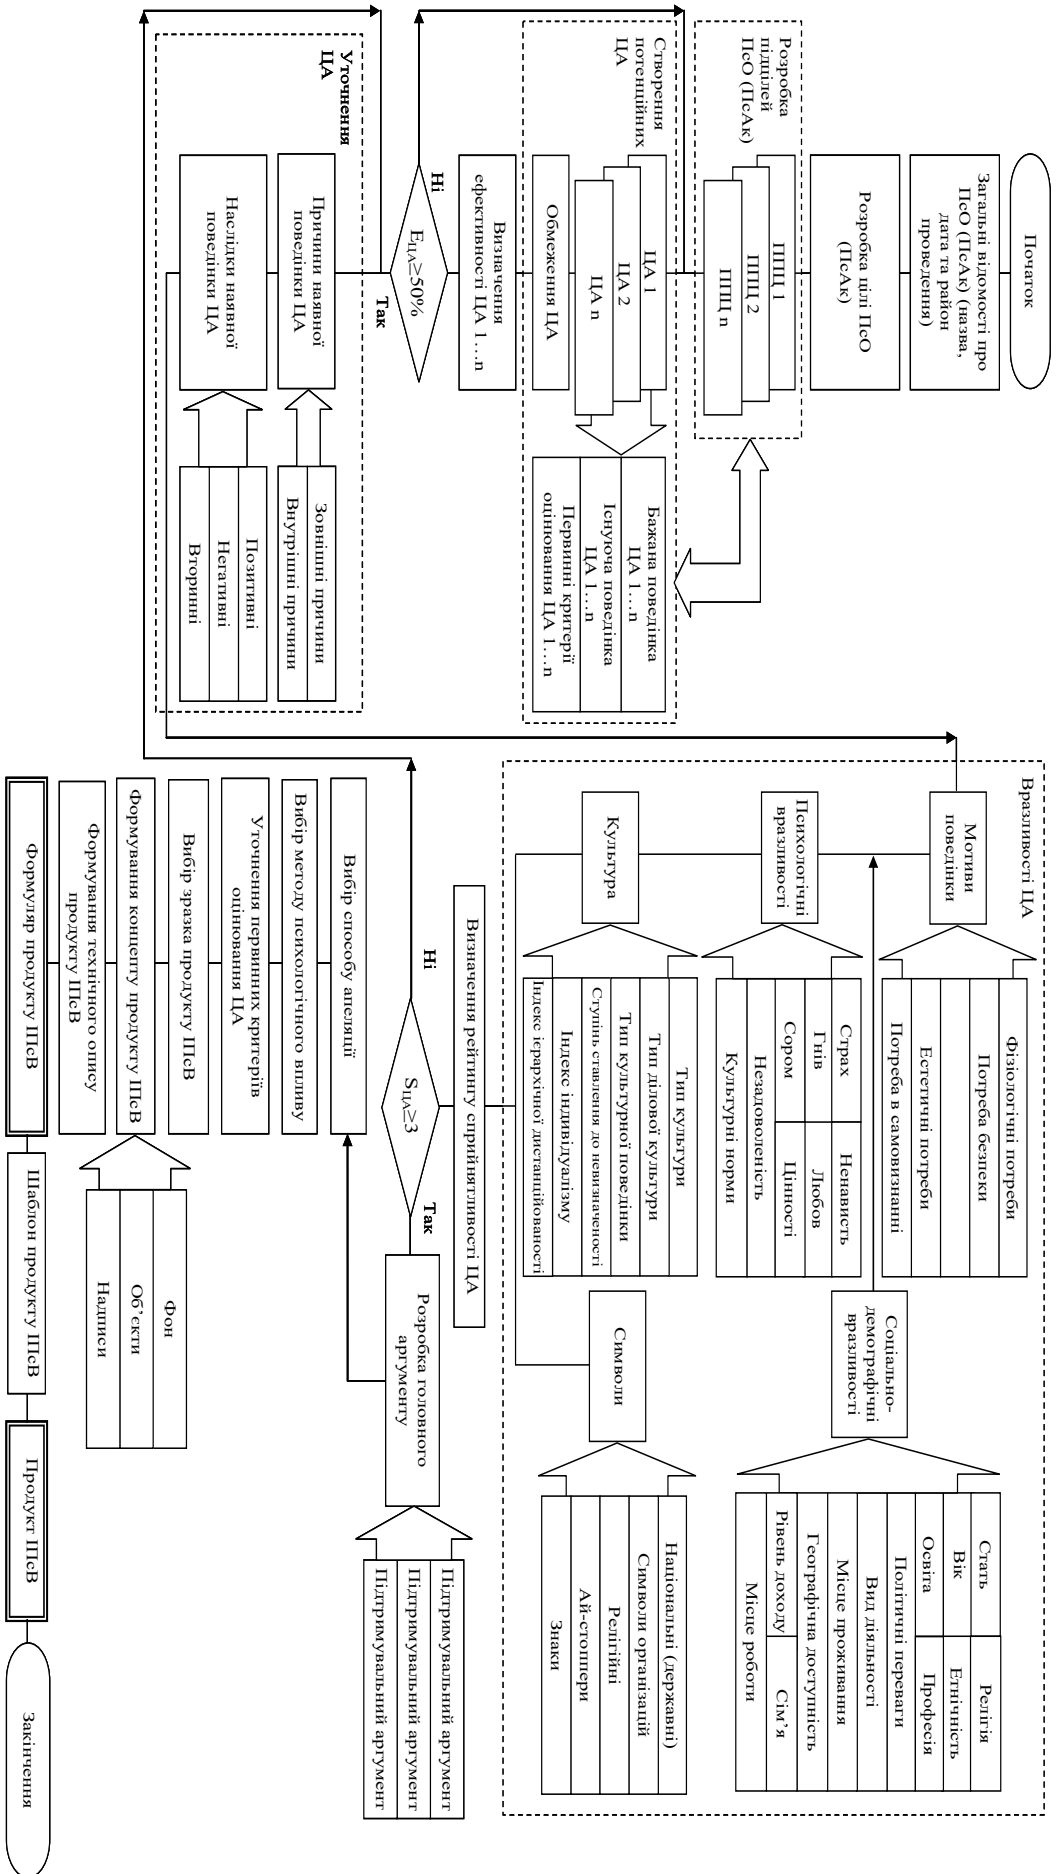 Початок
Загальні відомості про
ПсО (ПсАк) (назва,
дата та район
проведення)
Розробка цілі ПсО
(ПсАк)
Розробка
підцілей
ПсО (ПсАк)
ППЦ 1
ППЦ 2
ППЦ n
Створення
потенційних
ЦА
ЦА 1
ЦА 2
ЦА n
Обмеження ЦА
Бажана поведінка
ЦА 1…n
Існуюча поведінка
ЦА 1…n
Первинні критерії
оцінювання ЦА 1…n
Визначення
ефективності ЦА 1…n
ЕЦА≥50%
Ні
Так
Уточнення
ЦА
Причини наявної
поведінки ЦА
Зовнішні причини
Внутрішні причини
Наслідки наявної
поведінки ЦА
Позитивні
Негативні
Вторинні
Вразливості ЦА
Мотиви
поведінки
Фізіологічні потреби
Потреба безпеки
Естетичні потреби
Потреба в самовизнанні
Соціально-
демографічні
вразливості
Стать
Релігія
Вік
Етнічність
Освіта
Професія
Політичні переваги
Вид діяльності
Місце проживання
Географічна доступність
Рівень доходу
Сім’я
Місце роботи
Психологічні
вразливості
Страх
Ненависть
Гнів
Любов
Сором
Цінності
Незадоволеність
Культурні норми
Культура
Тип культури
Тип ділової культури
Тип культурної поведінки
Ступінь ставлення до невизначеності
Індекс індивідуалізму
Індекс ієрархічної дистанційованості
Символи
Національні (державні)
Символи організацій
Релігійні
Ай-стоппери
Знаки
Визначення рейтингу сприйнятливості ЦА
SЦА≥3
Ні
Так
Розробка головного
аргументу
Підтримувальний аргумент
Підтримувальний аргумент
Підтримувальний аргумент
Вибір способу апеляції
Вибір методу психологічного впливу
Уточнення первинних критеріїв
оцінювання ЦА
Вибір зразка продукту ІПсВ
Формування концепту продукту ІПсВ
Фон
Об’єкти
Надписи
Формування технічного опису
продукту ІПсВ
Формуляр продукту ІПсВ
Шаблон продукту ІПсВ
Продукт ІПсВ
Закінчення